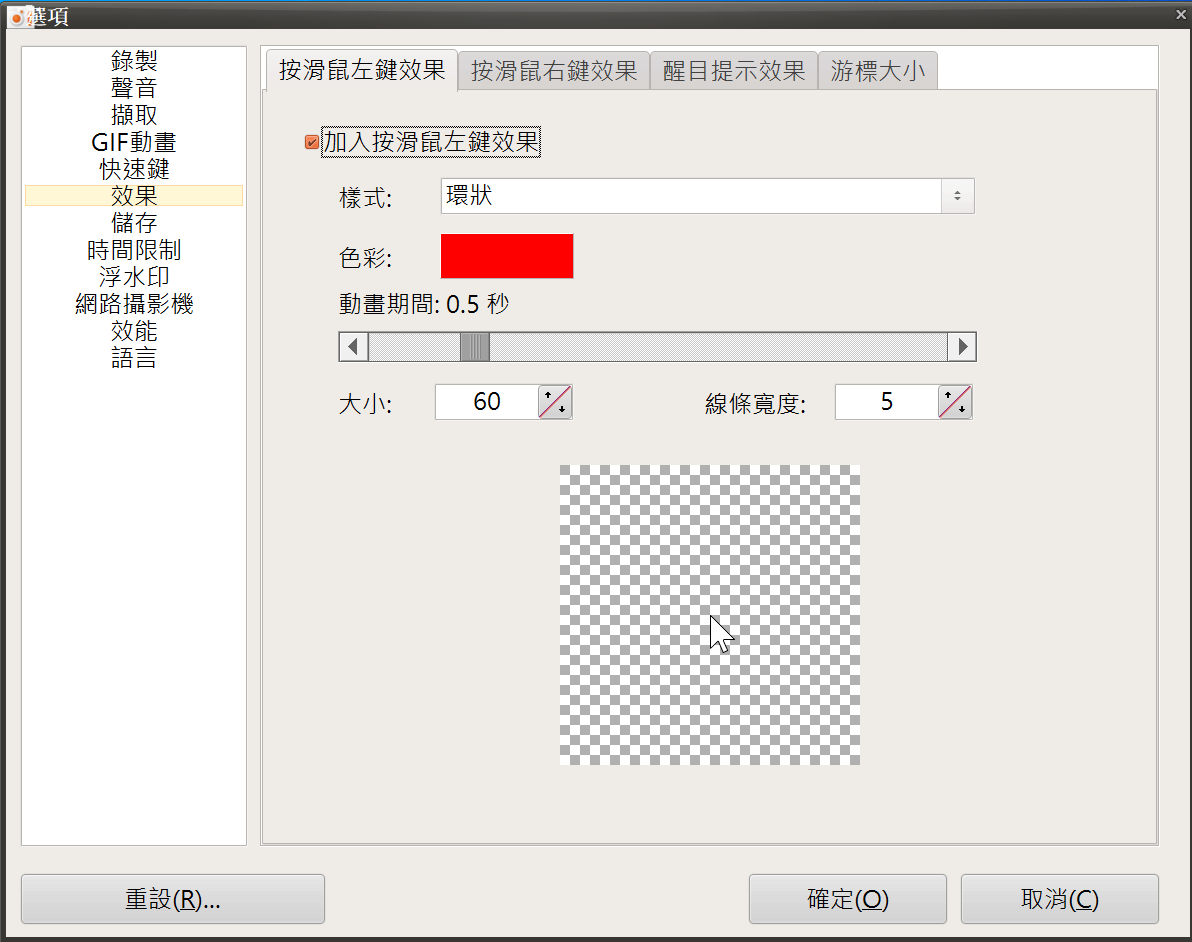 選項
錄製
聲音
擷取
GIF動畫
快速鍵
效果
儲存
時間限制
浮水印
網路攝影機
效能
語言
按滑鼠左鍵效果 按滑鼠右鍵效果 醒目提示效果 游標大小
加入按滑鼠左鍵效果
樣式: 環狀
色彩:
動畫期間: 0.5 秒
大小: 60 線條寬度: 5
重設(R)... 確定(O) 取消(C)